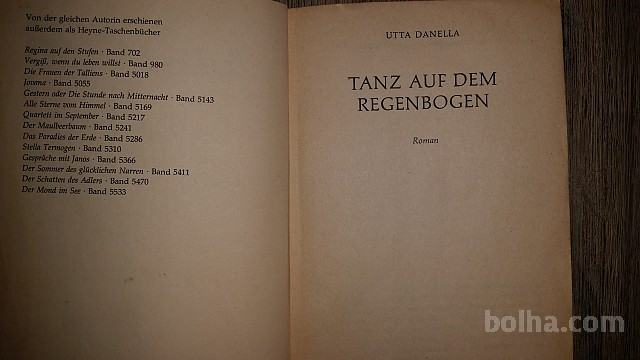 Von der gleichen Autorin erschienen
außerdem als Heyne-Taschenbücher
Regina auf den Stufen · Band 702
Vergiß, wenn du leben willst · Band 980
Die Frauen der Talliens · Band 5018
Jovana · Band 5055
Gestern oder Die Stunde nach Mitternacht · Band 5143
Alle Sterne vom Himmel · Band 5169
Quartett im September · Band 5217
Der Maulbeerbaum · Band 5241
Das Paradies der Erde · Band 5286
Stella Termogen · Band 5310
Gespräche mit Janos · Band 5366
Der Sommer des glücklichen Narren · Band 5411
Der Schatten des Adlers · Band 5470
Der Mond im See · Band 5533
UTTA DANELLA
TANZ AUF DEM
REGENBOGEN
Roman
bolha.com